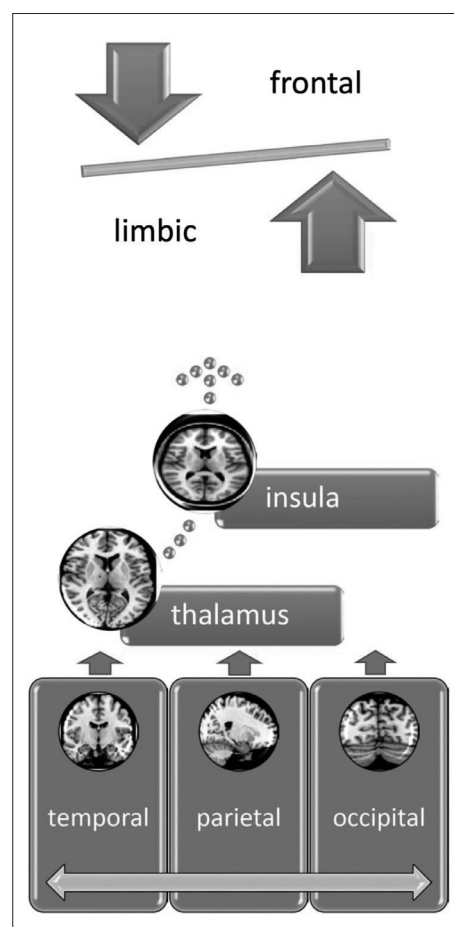 frontal
limbic
insula
thalamus
temporal parietal occipital